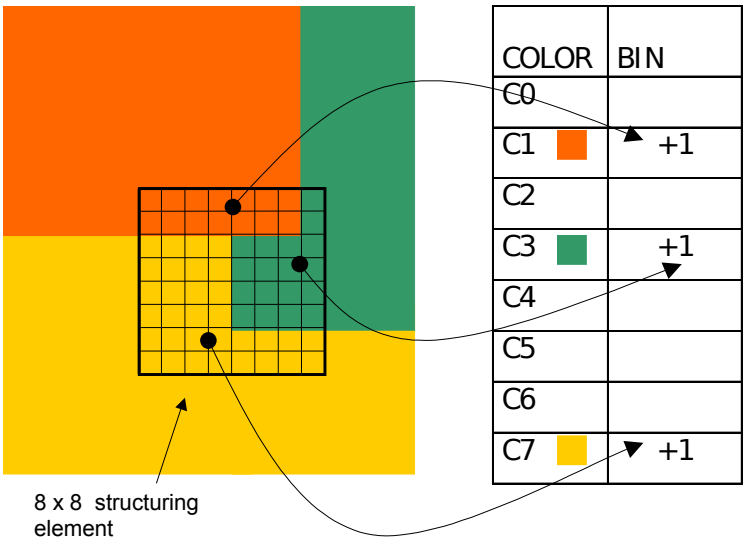 COLOR BIN
C0
C1 +1
C2
C3 +1
C4
C5
C6
C7 +1
8 x 8 structuring
element